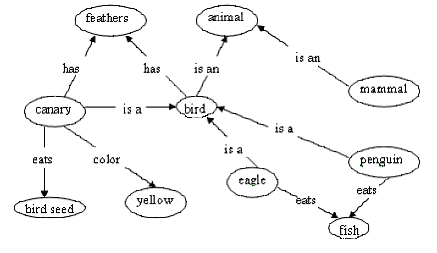 feathers
animal
has
has
is an
is an
mammal
canary
is a
bird
is a
is a
penguin
eats
color
eagle
eats
eats
bird seed
yellow
fish